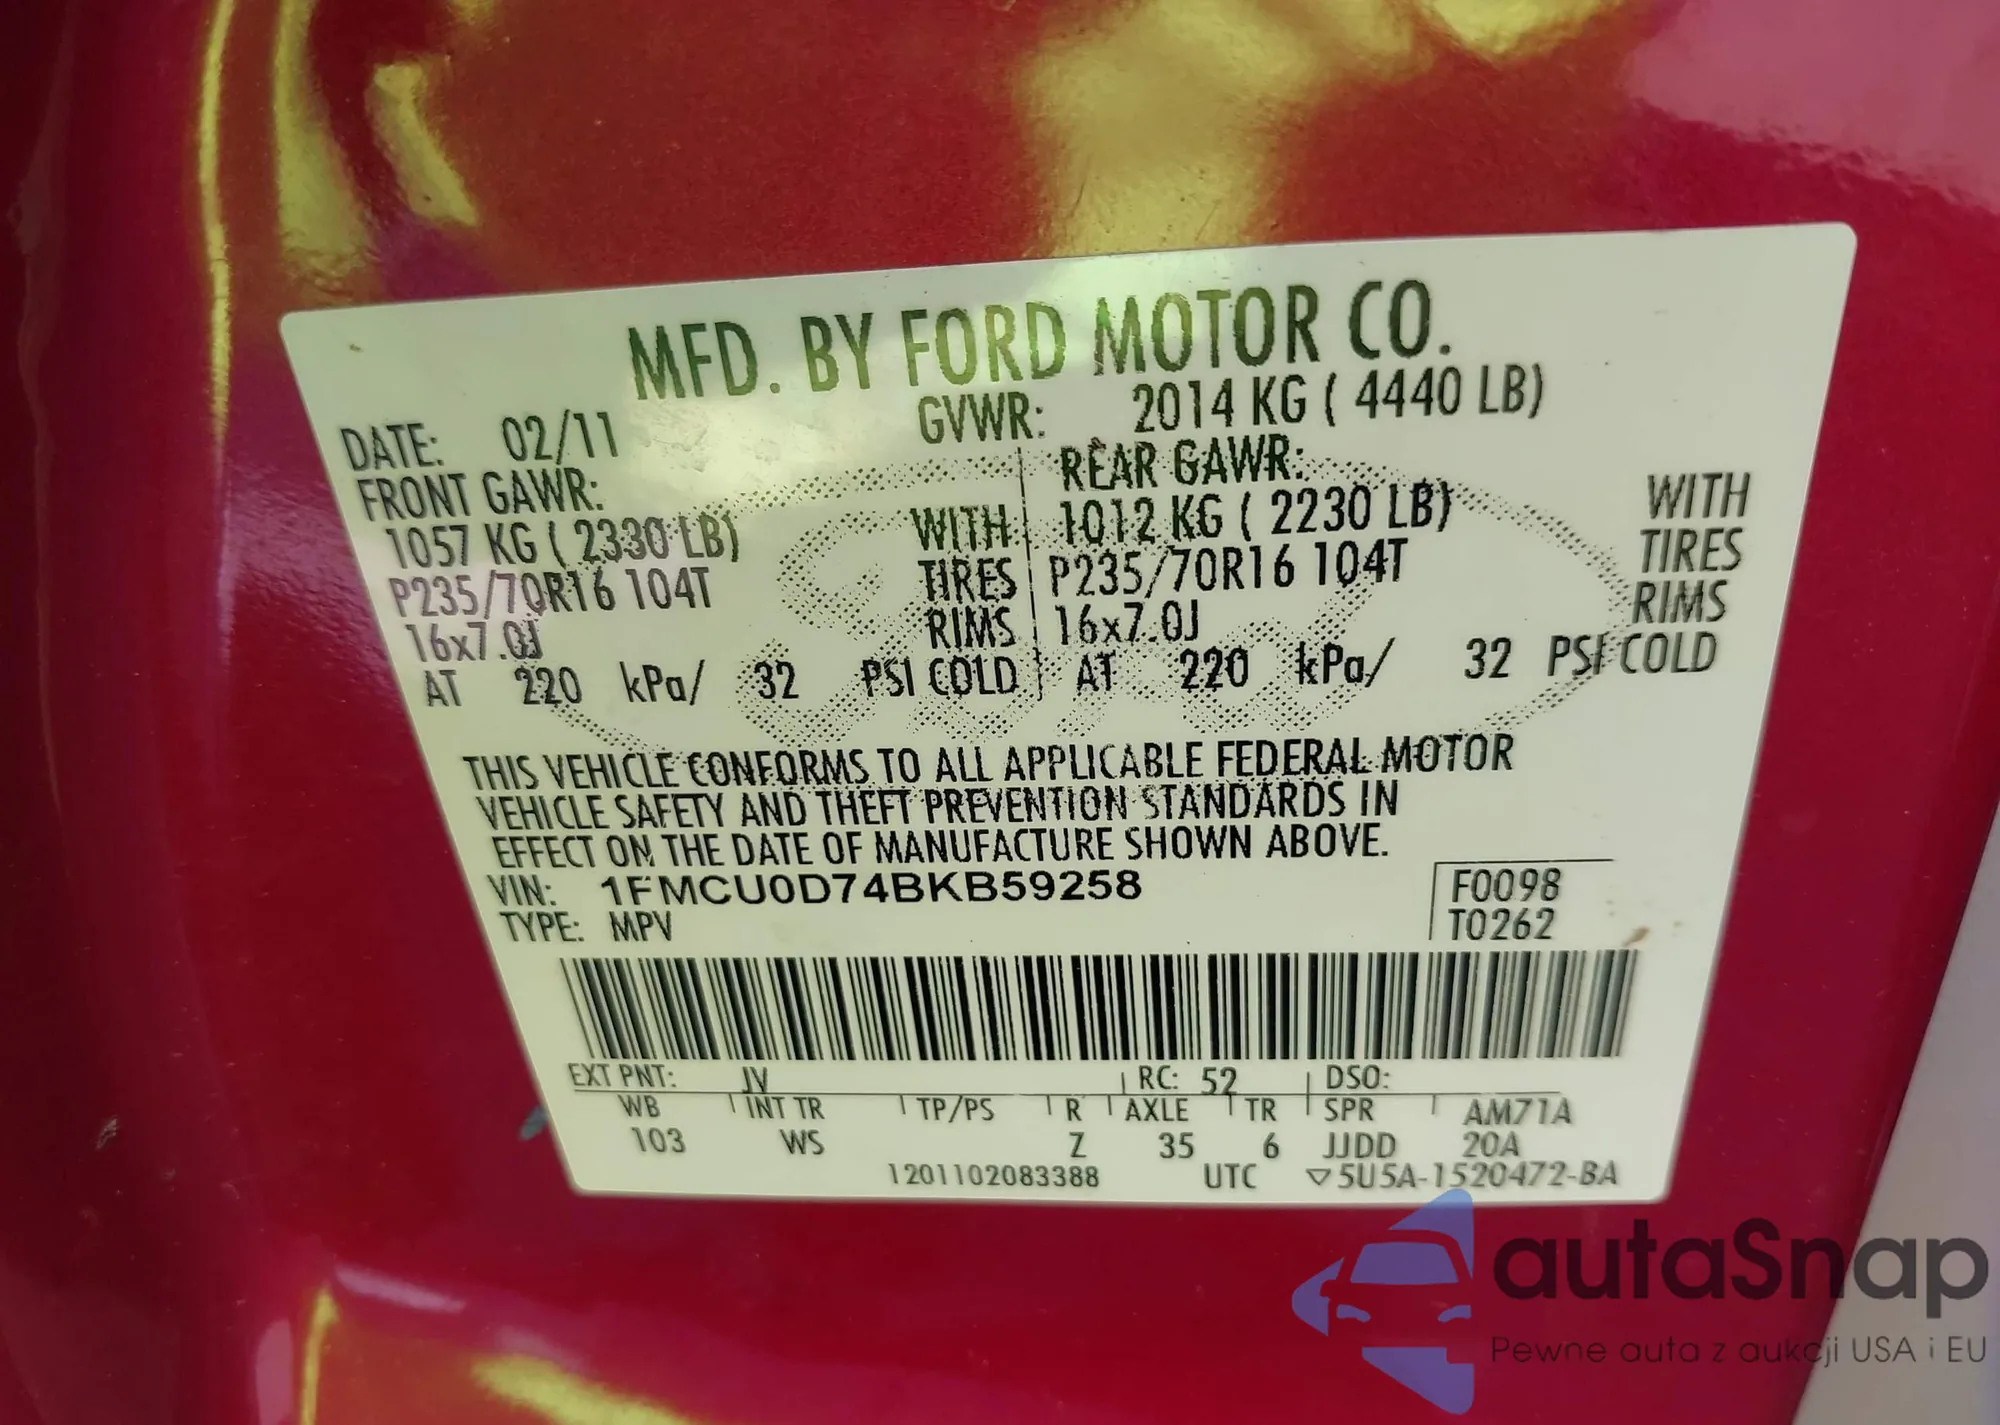 MFD. BY FORD MOTOR CO.
DATE: 02/11 GVWR: 2014 KG ( 4440 LB)
FRONT GAWR: REAR GAWR:
1057 KG ( 2330 LB) WITH 1012 KG ( 2230 LB) WITH
P235/70R16 104T TIRES P235/70R16 104T TIRES
16x7.0J RIMS 16x7.0J RIMS
AT 220 kPa/ 32 PSI COLD AT 220 kPa/ 32 PSI COLD
THIS VEHICLE CONFORMS TO ALL APPLICABLE FEDERAL MOTOR
VEHICLE SAFETY AND THEFT PREVENTION STANDARDS IN
EFFECT ON THE DATE OF MANUFACTURE SHOWN ABOVE.
VIN: 1FMCU0D74BKB59258 F0098
TYPE: MPV T0262
EXT PNT: JV RC: 52 DSO:
WB INT TR TP/PS R AXLE TR SPR AM71A
103 WS Z 35 6 JJDD 20A
1201102083388 UTC ▽5U5A-1520472-BA
autaSnap
Pewne auta z aukcji USA i EU